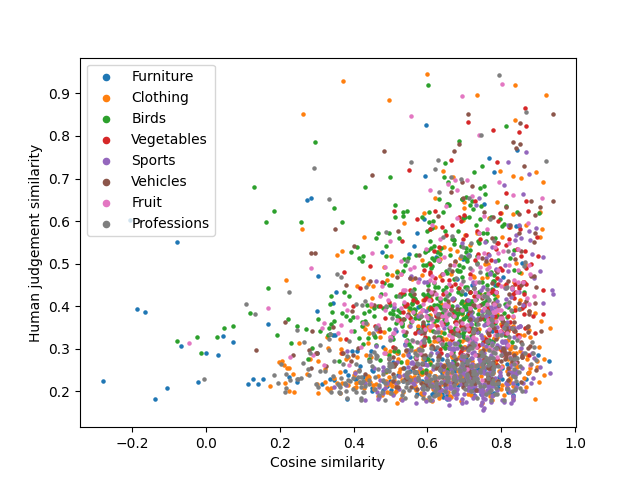 0.9
0.8
0.7
0.6
0.5
0.4
0.3
0.2
Human judgement similarity
Furniture
Clothing
Birds
Vegetables
Sports
Vehicles
Fruit
Professions
−0.2 0.0 0.2 0.4 0.6 0.8 1.0
Cosine similarity